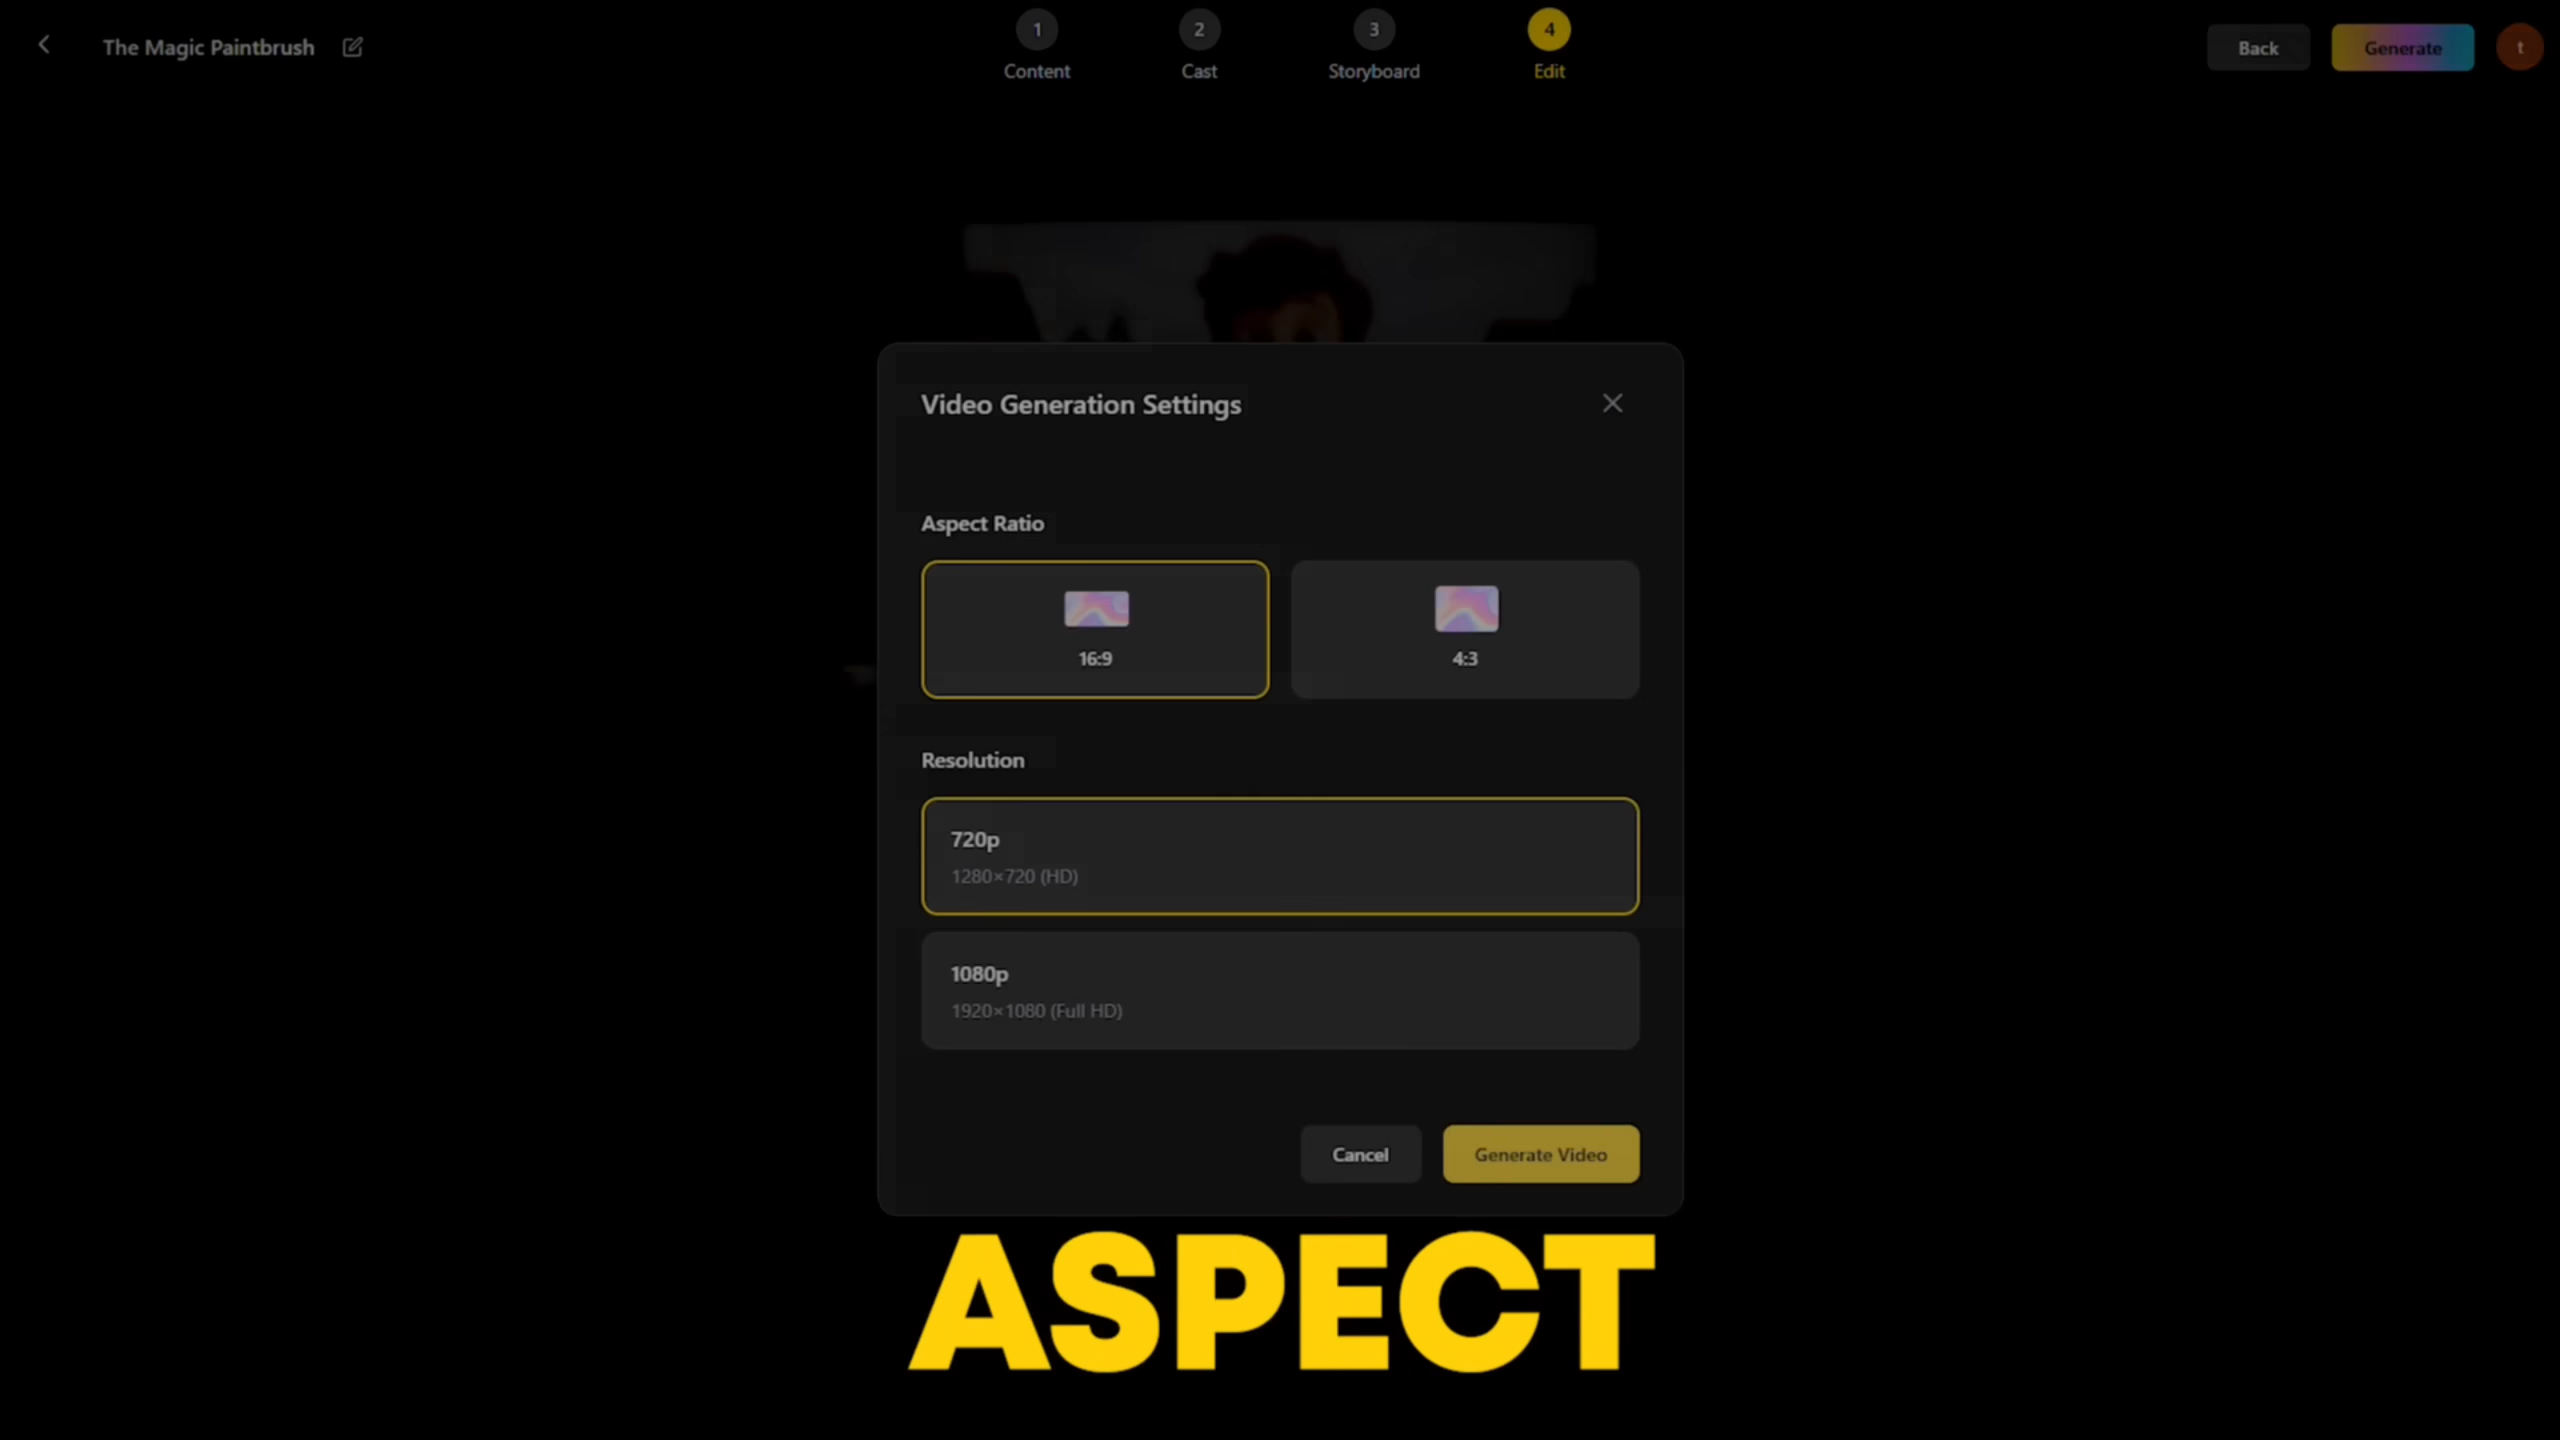 The Magic Paintbrush
1
Content
2
Cast
3
Storyboard
4
Edit
Back
Generate
t
Video Generation Settings
Aspect Ratio
16:9
4:3
Resolution
720p
1280×720 (HD)
1080p
1920×1080 (Full HD)
Cancel
Generate Video
ASPECT